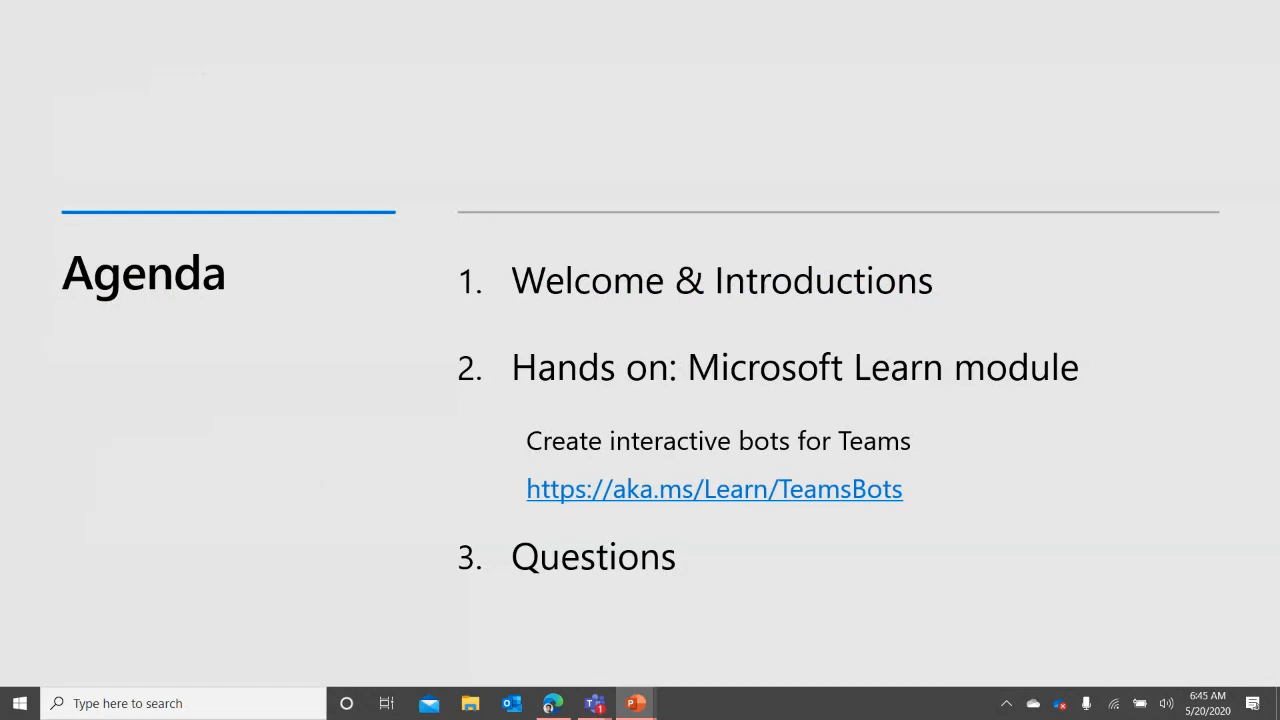 Agenda
1. Welcome & Introductions
2. Hands on: Microsoft Learn module
Create interactive bots for Teams
https://aka.ms/Learn/TeamsBots
3. Questions
Type here to search
6:45 AM
5/20/2020